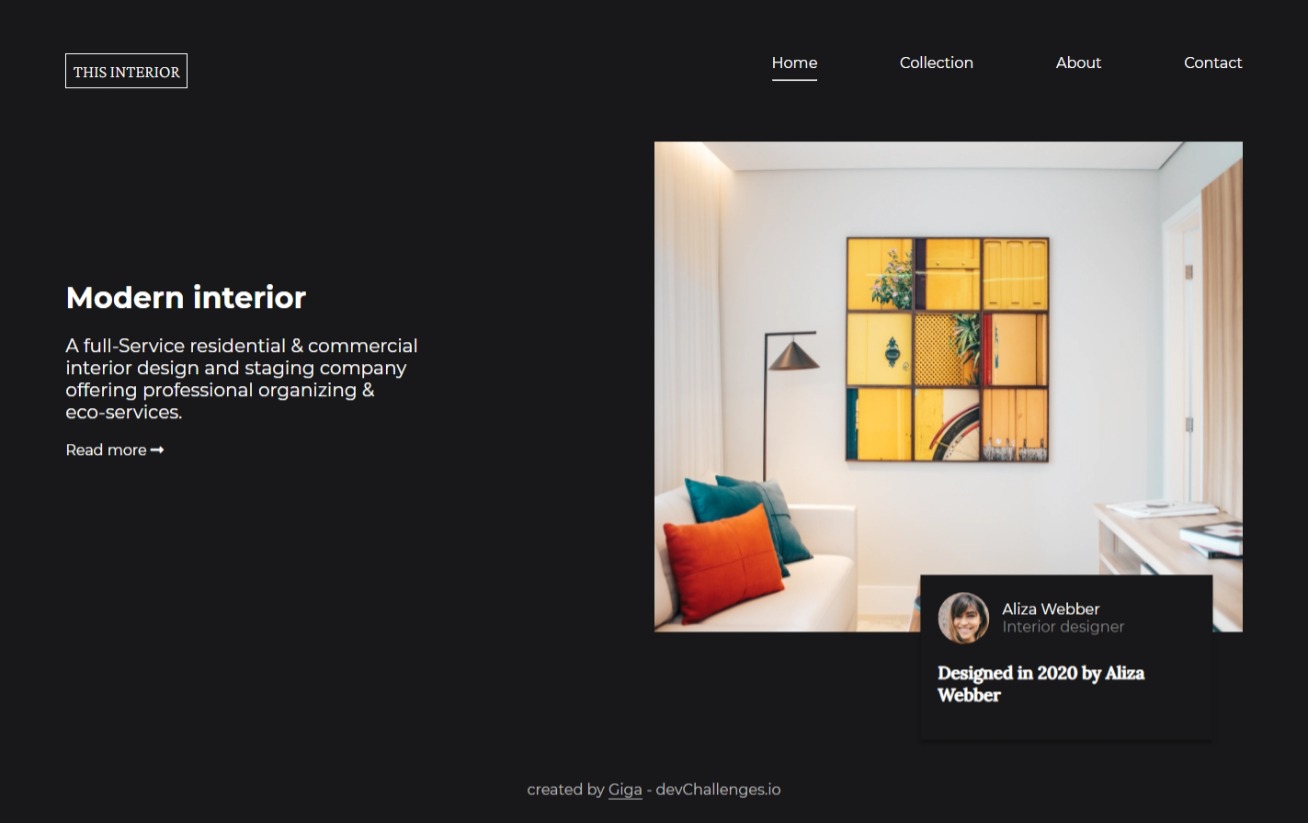 THIS INTERIOR
Home
Collection
About
Contact
Modern interior
A full-Service residential & commercial
interior design and staging company
offering professional organizing &
eco-services.
Read more ➞
Aliza Webber
Interior designer
Designed in 2020 by Aliza
Webber
created by Giga - devChallenges.io